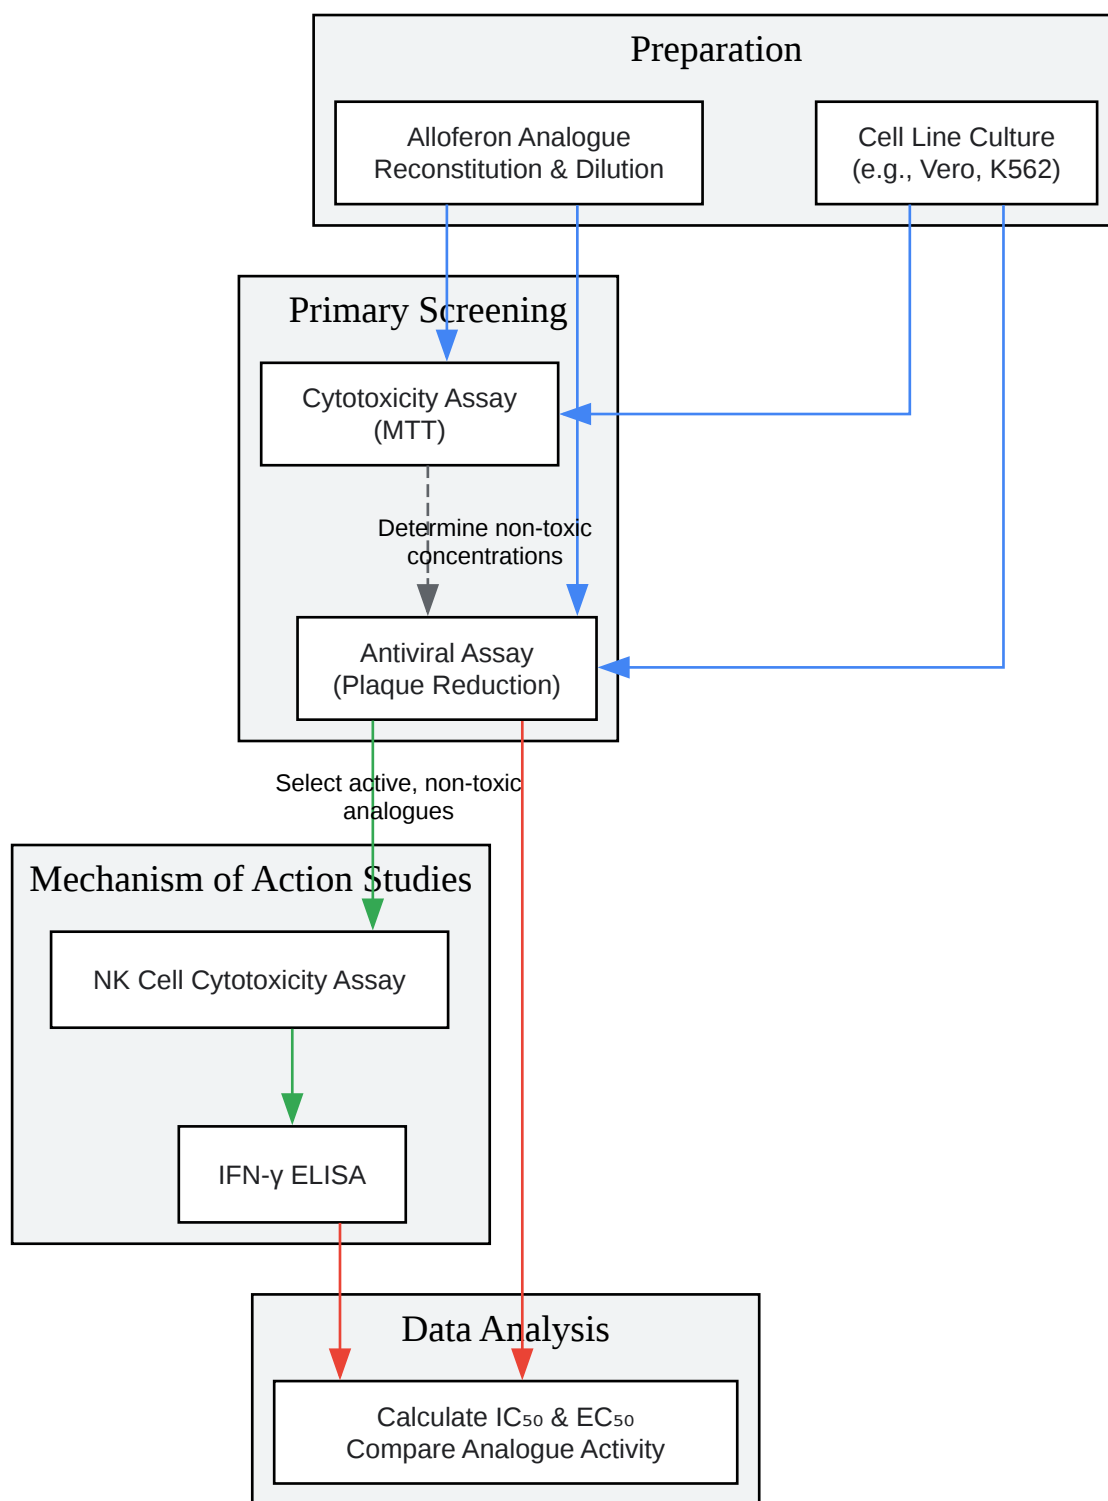 Preparation
Alloferon Analogue
Reconstitution & Dilution
Cell Line Culture
(e.g., Vero, K562)
Primary Screening
Cytotoxicity Assay
(MTT)
Determine non-toxic
concentrations
Antiviral Assay
(Plaque Reduction)
Select active, non-toxic
analogues
Mechanism of Action Studies
NK Cell Cytotoxicity Assay
IFN-γ ELISA
Data Analysis
Calculate IC₅₀ & EC₅₀
Compare Analogue Activity